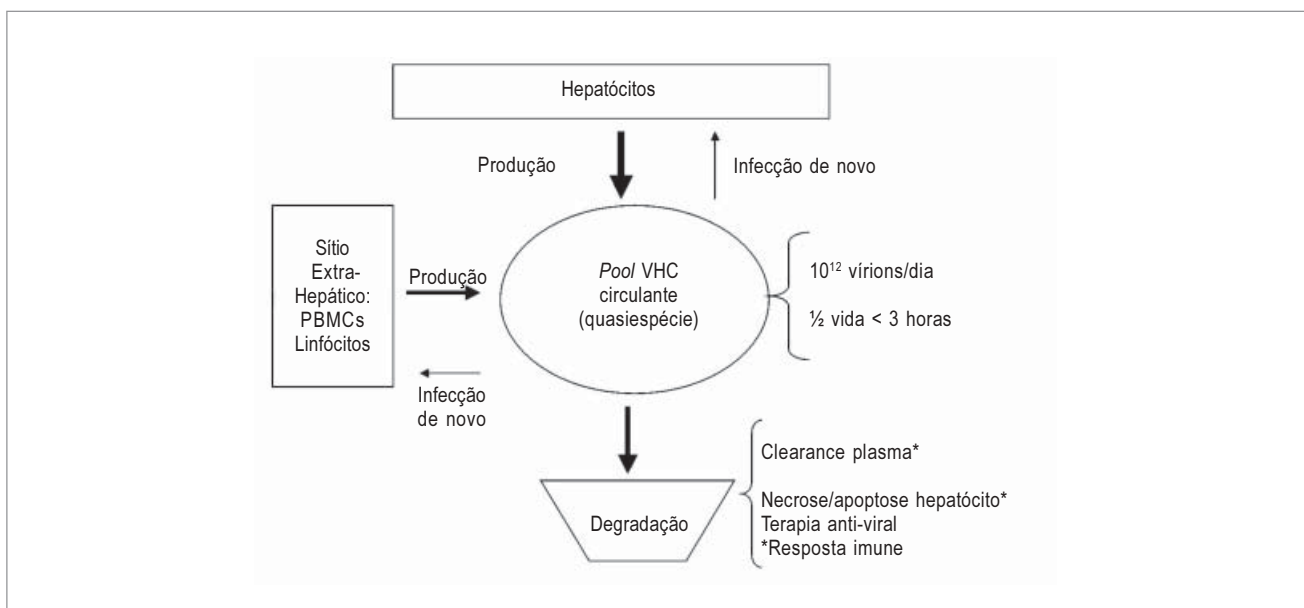 Hepatócitos
Produção
Infecção de novo
Sítio
Extra-
Hepático:
PBMCs
Linfócitos
Produção
Infecção
de novo
Pool VHC
circulante
(quasiespécie)
10¹² vírions/dia
½ vida < 3 horas
Degradação
Clearance plasma*
Necrose/apoptose hepatócito*
Terapia anti-viral
*Resposta imune